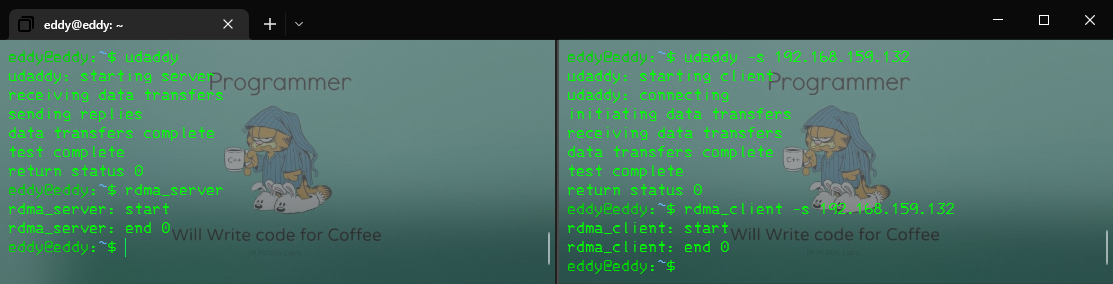 eddy@eddy: ~
eddy@eddy:~$ udaddy
udaddy: starting server
receiving data transfers
sending replies
data transfers complete
test complete
return status 0
eddy@eddy:~$ rdma_server
rdma_server: start
rdma_server: end 0
eddy@eddy:~$
Programmer
C++
Will Write code for Coffee
eddy@eddy:~$ udaddy -s 192.168.159.132
udaddy: starting client
udaddy: connecting
initiating data transfers
receiving data transfers
data transfers complete
test complete
return status 0
eddy@eddy:~$ rdma_client -s 192.168.159.132
rdma_client: start
rdma_client: end 0
eddy@eddy:~$
Programmer
C++
Will Write code for Coffee